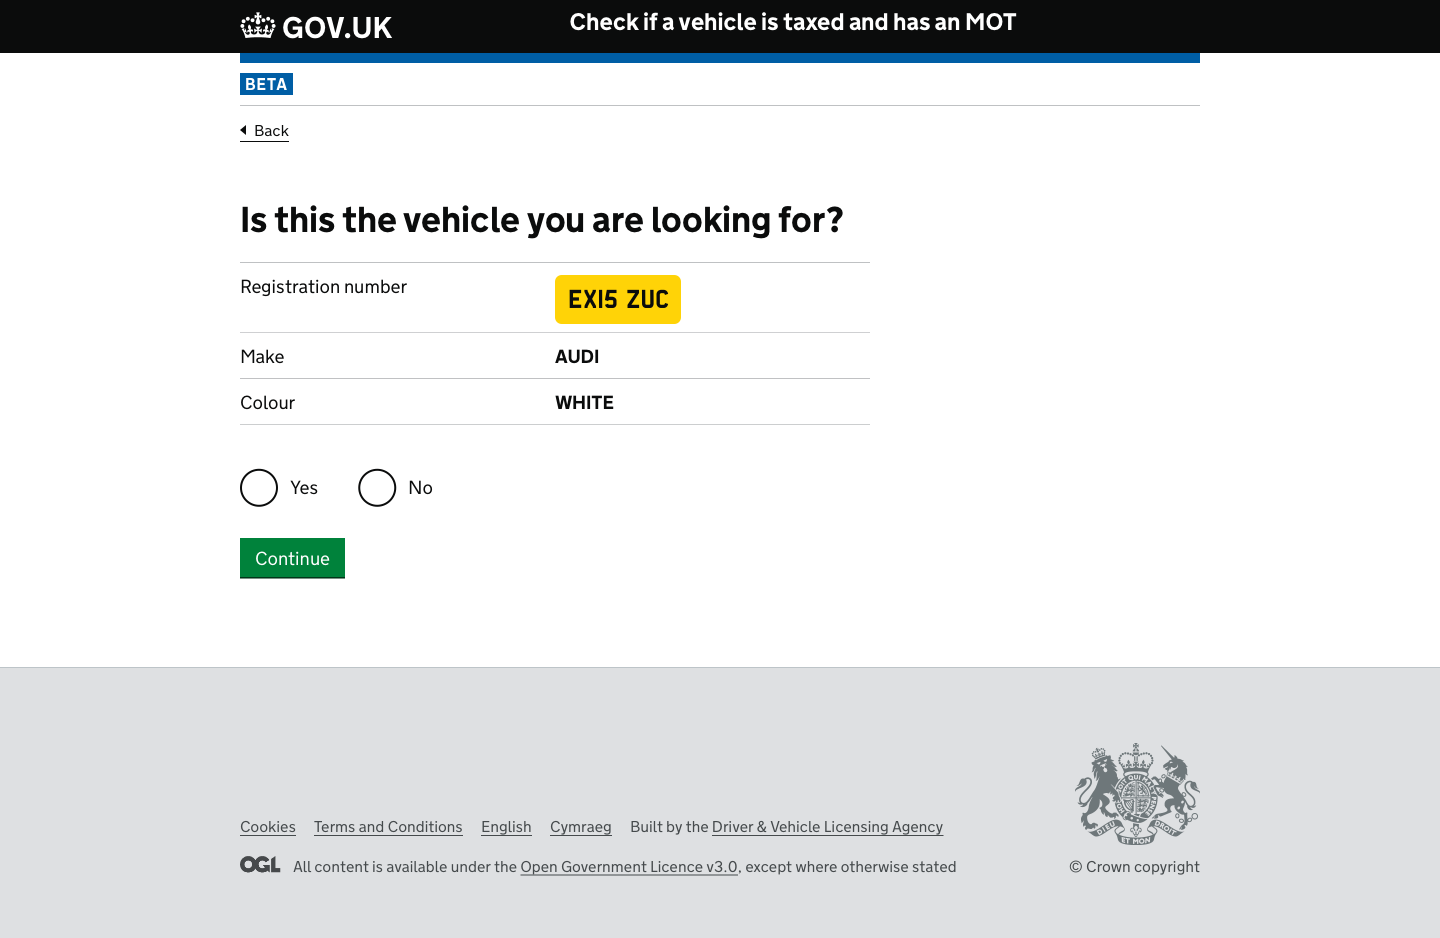 GOV.UK
Check if a vehicle is taxed and has an MOT
BETA
Back
Is this the vehicle you are looking for?
Registration number EX15 ZUC
Make AUDI
Colour WHITE
Yes No
Continue
Cookies Terms and Conditions English Cymraeg Built by the Driver & Vehicle Licensing Agency
OGL All content is available under the Open Government Licence v3.0, except where otherwise stated
© Crown copyright